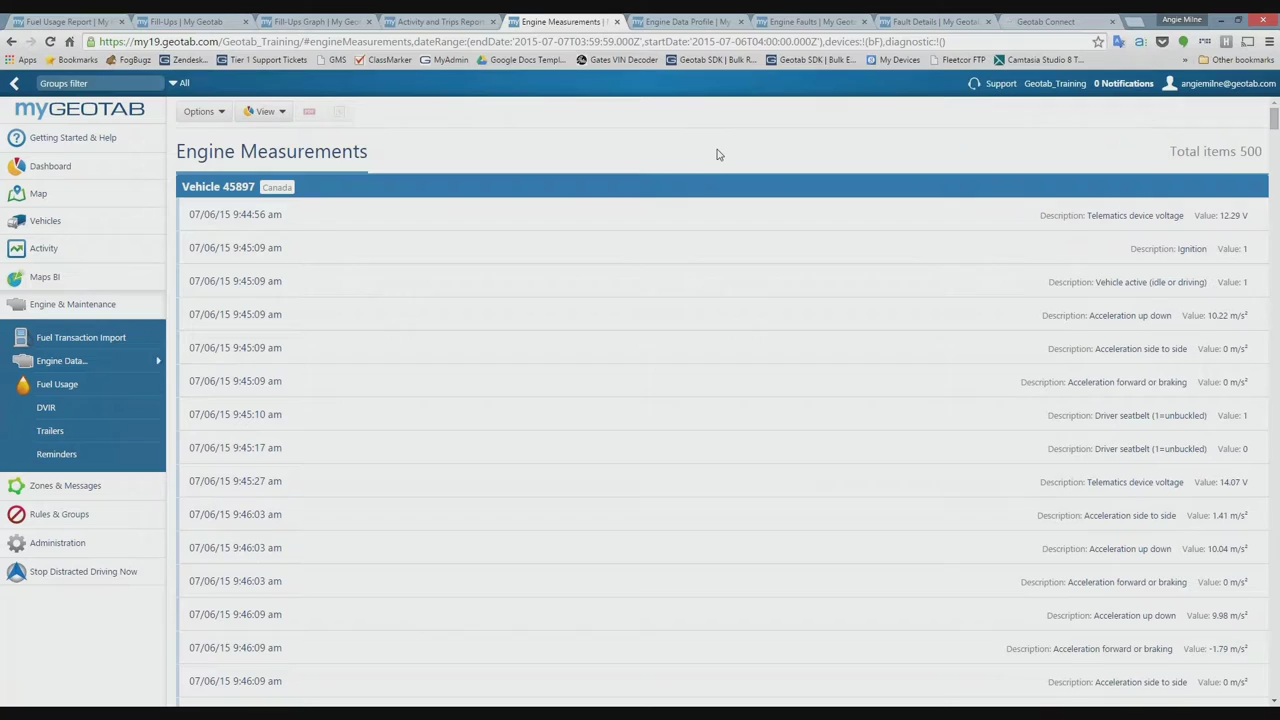 Fuel Usage Report | My
Fill-Ups | My Geotab
Fill-Ups Graph | My Geo
Activity and Trips Repor
Engine Measurements |
Engine Data Profile | My
Engine Faults | My Geota
Fault Details | My Geota
Geotab Connect
Angie Milne
https://my19.geotab.com/Geotab_Training/#engineMeasurements,dateRange:(endDate:'2015-07-07T03:59:59.000Z',startDate:'2015-07-06T04:00:00.000Z'),devices:!(bF),diagnostic:!()
Apps
Bookmarks
FogBugz
Zendesk...
Tier 1 Support Tickets
GMS
ClassMarker
MyAdmin
Google Docs Templ...
Gates VIN Decoder
Geotab SDK | Bulk R...
Geotab SDK | Bulk E...
My Devices
Fleetcor FTP
Camtasia Studio 8 T...
»
Other bookmarks
Groups filter
All
Support
Geotab_Training
0 Notifications
angiemilne@geotab.com
myGEOTAB
Getting Started & Help
Dashboard
Map
Vehicles
Activity
Maps BI
Engine & Maintenance
Fuel Transaction Import
Engine Data...
Fuel Usage
DVIR
Trailers
Reminders
Zones & Messages
Rules & Groups
Administration
Stop Distracted Driving Now
Options
View
Engine Measurements
Total items 500
Vehicle 45897 Canada
07/06/15 9:44:56 am Description: Telematics device voltage Value: 12.29 V
07/06/15 9:45:09 am Description: Ignition Value: 1
07/06/15 9:45:09 am Description: Vehicle active (idle or driving) Value: 1
07/06/15 9:45:09 am Description: Acceleration up down Value: 10.22 m/s²
07/06/15 9:45:09 am Description: Acceleration side to side Value: 0 m/s²
07/06/15 9:45:09 am Description: Acceleration forward or braking Value: 0 m/s²
07/06/15 9:45:10 am Description: Driver seatbelt (1=unbuckled) Value: 1
07/06/15 9:45:17 am Description: Driver seatbelt (1=unbuckled) Value: 0
07/06/15 9:45:27 am Description: Telematics device voltage Value: 14.07 V
07/06/15 9:46:03 am Description: Acceleration side to side Value: 1.41 m/s²
07/06/15 9:46:03 am Description: Acceleration up down Value: 10.04 m/s²
07/06/15 9:46:03 am Description: Acceleration forward or braking Value: 0 m/s²
07/06/15 9:46:09 am Description: Acceleration up down Value: 9.98 m/s²
07/06/15 9:46:09 am Description: Acceleration forward or braking Value: -1.79 m/s²
07/06/15 9:46:09 am Description: Acceleration side to side Value: 0 m/s²